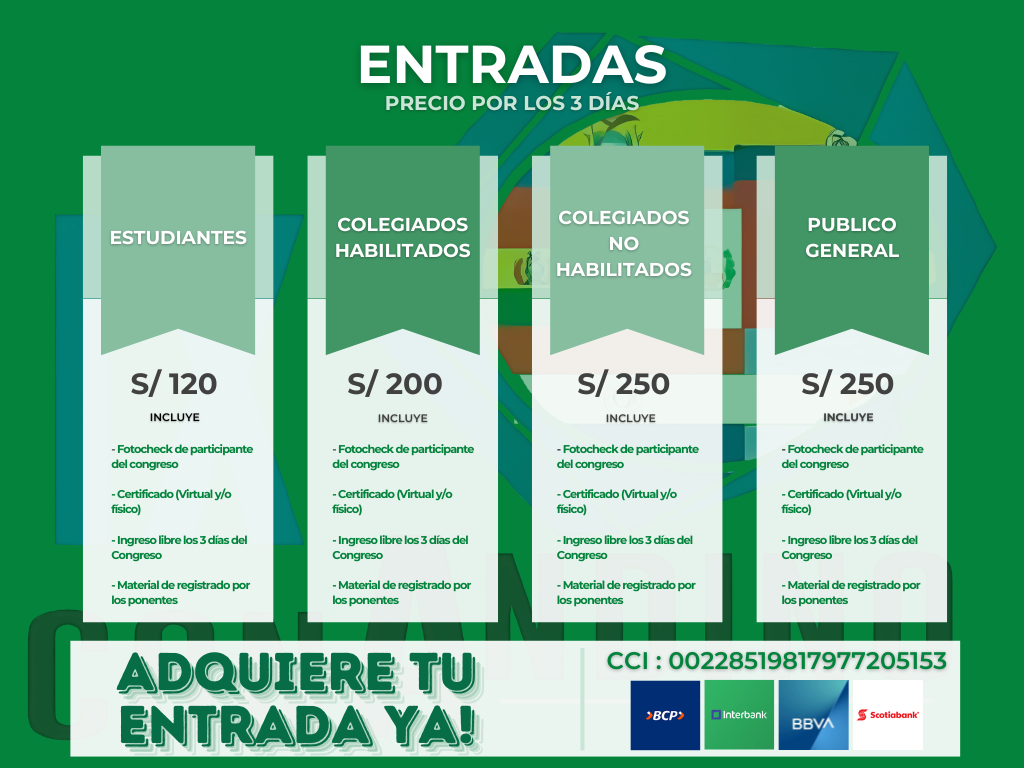 ENTRADAS
PRECIO POR LOS 3 DÍAS
ESTUDIANTES
S/ 120
INCLUYE
- Fotocheck de participante
del congreso
- Certificado (Virtual y/o
físico)
- Ingreso libre los 3 días del
Congreso
- Material de registrado por
los ponentes
COLEGIADOS
HABILITADOS
S/ 200
INCLUYE
- Fotocheck de participante
del congreso
- Certificado (Virtual y/o
físico)
- Ingreso libre los 3 días del
Congreso
- Material de registrado por
los ponentes
COLEGIADOS
NO
HABILITADOS
S/ 250
INCLUYE
- Fotocheck de participante
del congreso
- Certificado (Virtual y/o
físico)
- Ingreso libre los 3 días del
Congreso
- Material de registrado por
los ponentes
PUBLICO
GENERAL
S/ 250
INCLUYE
- Fotocheck de participante
del congreso
- Certificado (Virtual y/o
físico)
- Ingreso libre los 3 días del
Congreso
- Material de registrado por
los ponentes
ADQUIERE TU
ENTRADA YA!
CCI : 00228519817977205153
BCP
Interbank
BBVA
Scotiabank